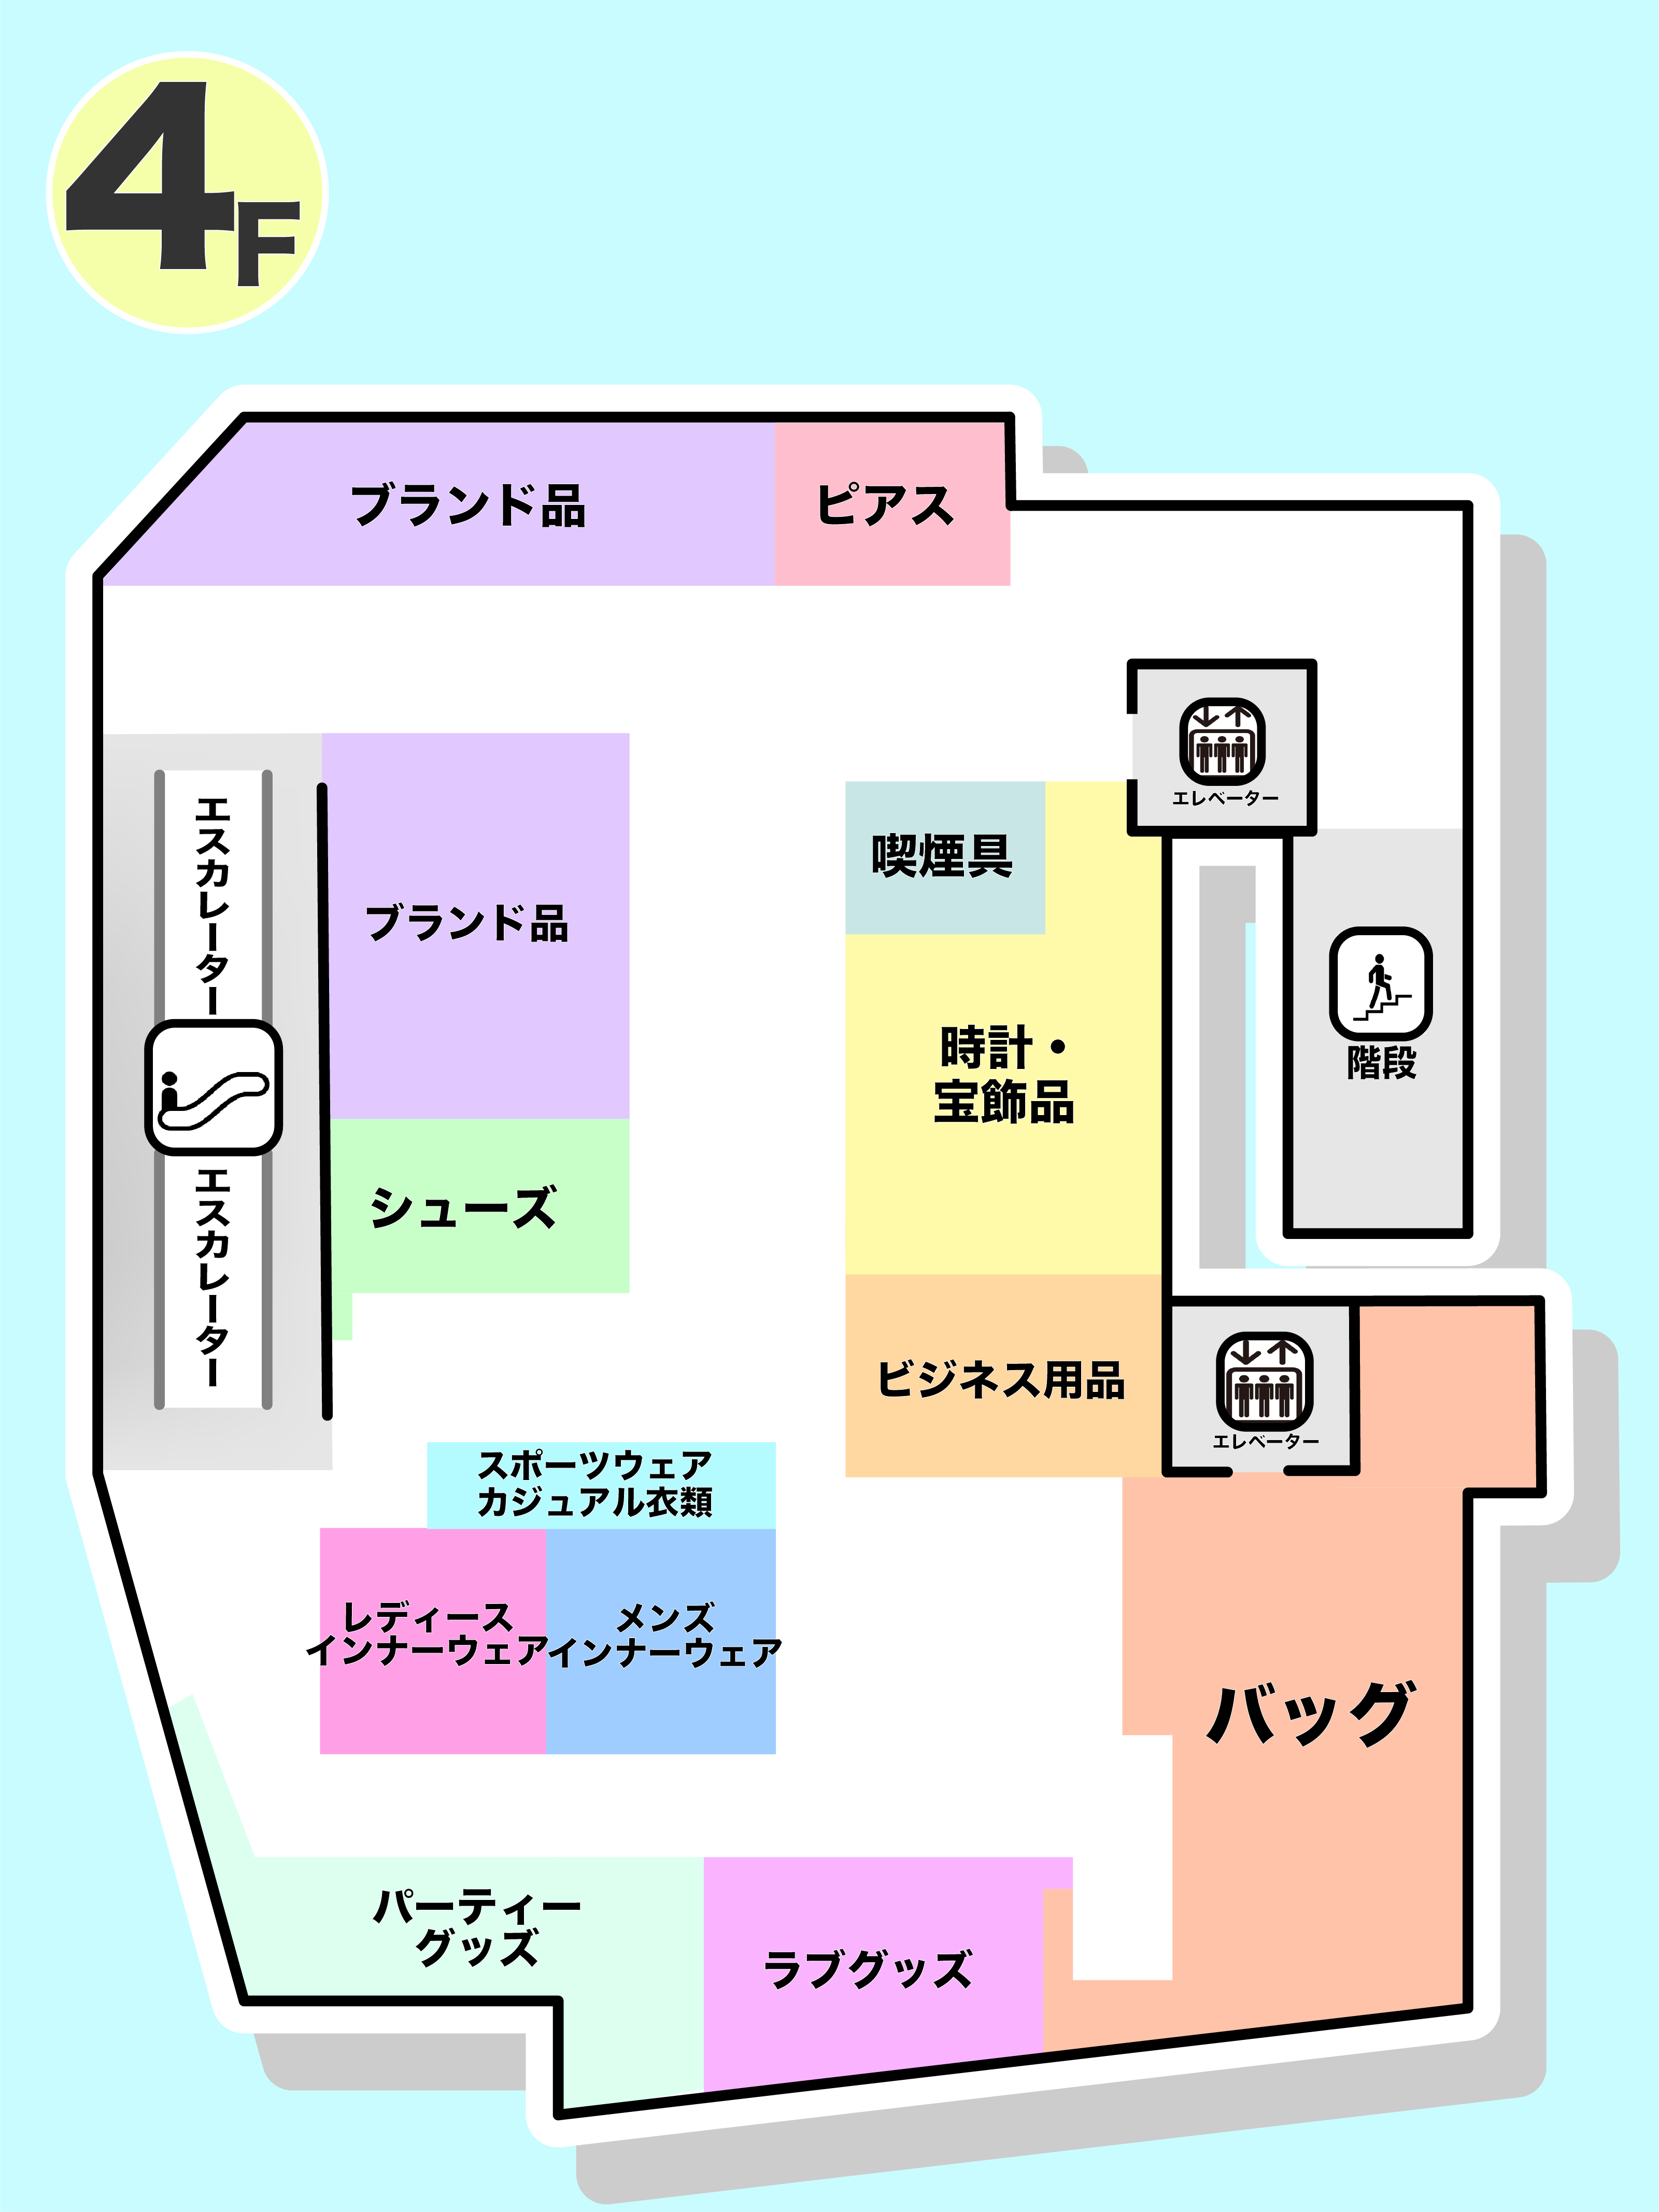 4F
ブランド品
ピアス
エレベーター
エスカレーター
ブランド品
喫煙具
時計・
宝飾品
階段
シューズ
エスカレーター
ビジネス用品
エレベーター
スポーツウェア
カジュアル衣類
レディース
インナーウェア
メンズ
インナーウェア
バッグ
パーティー
グッズ
ラブグッズ